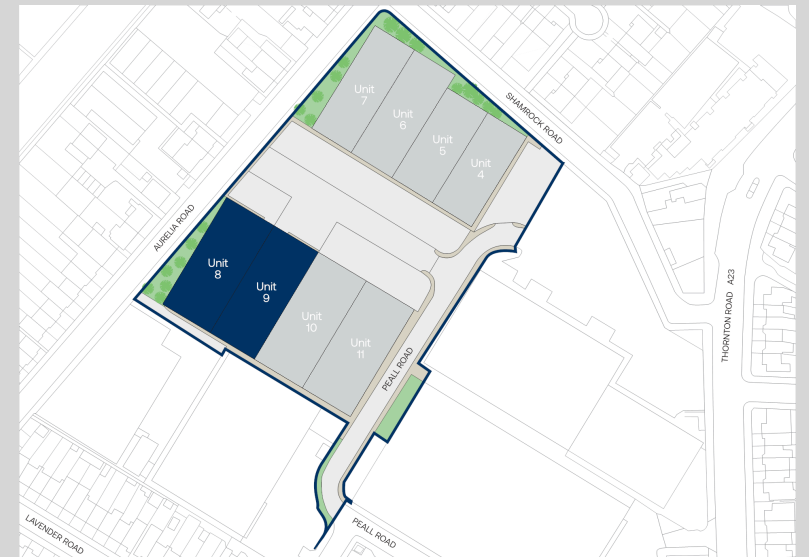 Unit
7
Unit
6
Unit
5
Unit
4
SHAMROCK ROAD
AURELIA ROAD
Unit
8
Unit
9
Unit
10
Unit
11
PEALL ROAD
THORNTON ROAD A23
LAVENDER ROAD
PEALL ROAD